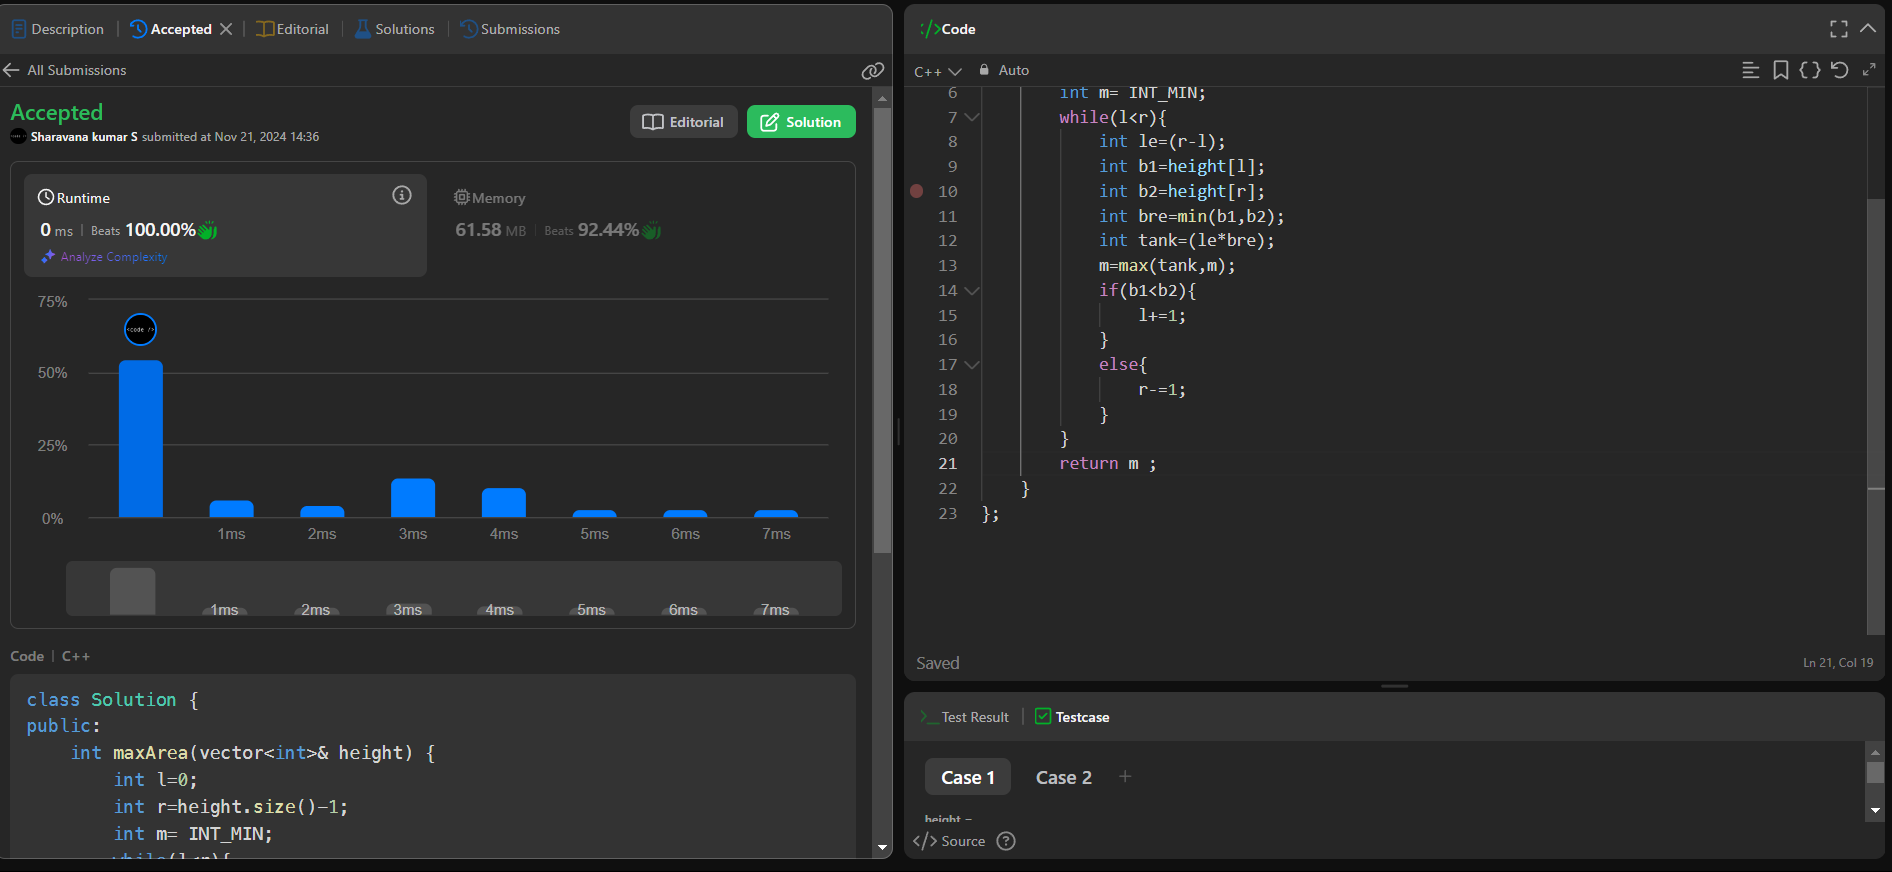 Description
Accepted
Editorial
Solutions
Submissions
All Submissions
Accepted
Sharavana kumar S submitted at Nov 21, 2024 14:36
Editorial
Solution
Runtime
0 ms | Beats 100.00%
Analyze Complexity
Memory
61.58 MB | Beats 92.44%
75%
50%
25%
0%
<code />
1ms 2ms 3ms 4ms 5ms 6ms 7ms
1ms 2ms 3ms 4ms 5ms 6ms 7ms
Code | C++
class Solution {
public:
    int maxArea(vector<int>& height) {
        int l=0;
        int r=height.size()-1;
        int m= INT_MIN;
        while(l<r){
</>Code
C++
Auto
6 int m= INT_MIN;
7 while(l<r){
8 int le=(r-l);
9 int b1=height[l];
10 int b2=height[r];
11 int bre=min(b1,b2);
12 int tank=(le*bre);
13 m=max(tank,m);
14 if(b1<b2){
15 l+=1;
16 }
17 else{
18 r-=1;
19 }
20 }
21 return m ;
22 }
23 };
Saved
Ln 21, Col 19
>_ Test Result
Testcase
Case 1
Case 2
+
height =
</> Source